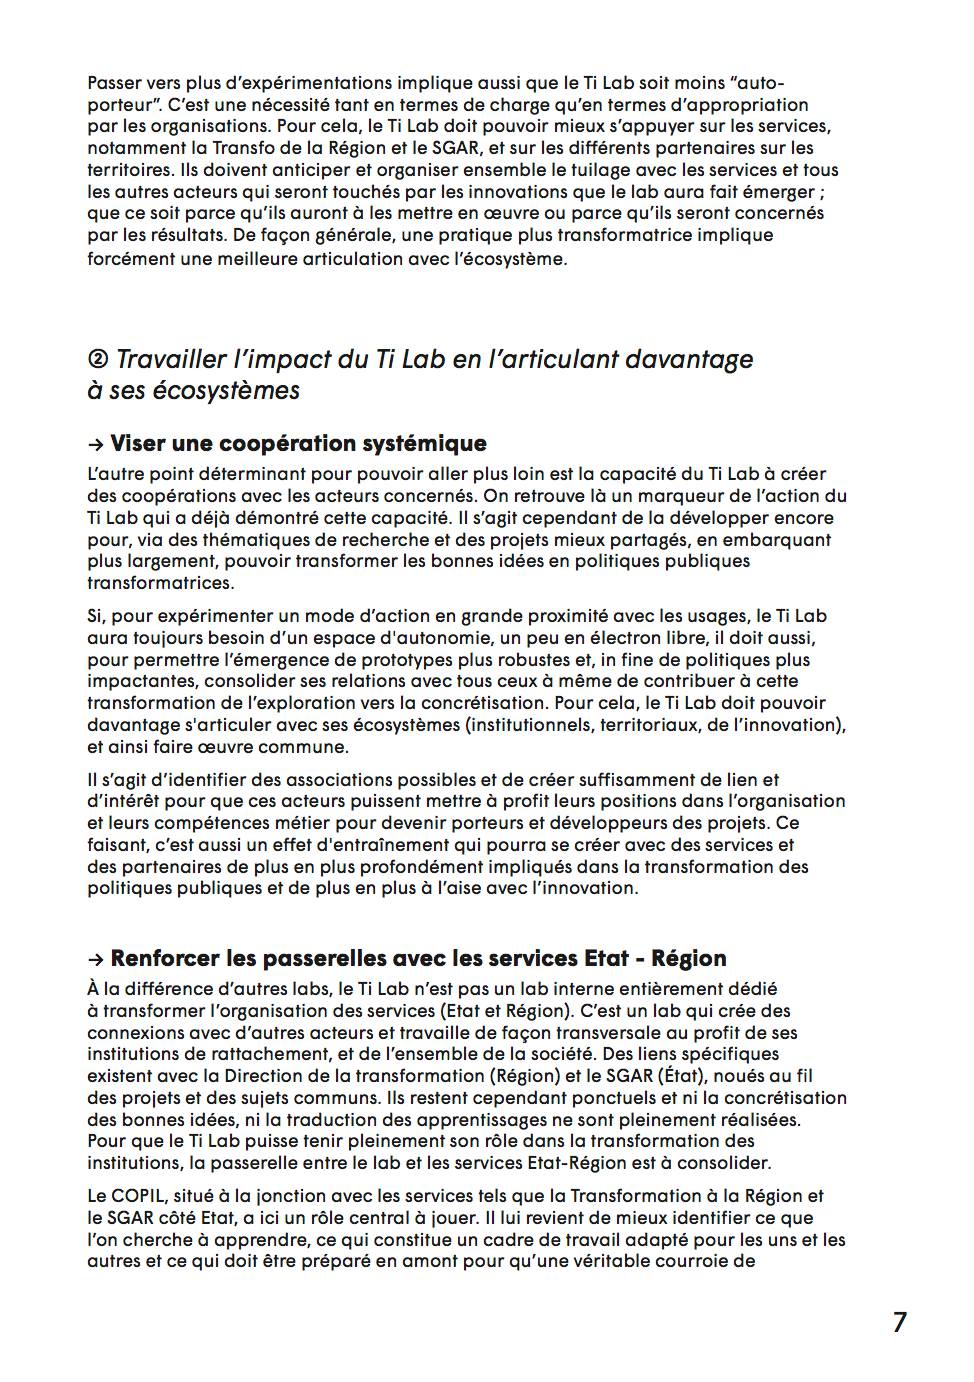 Passer vers plus d’expérimentations implique aussi que le Ti Lab soit moins “auto-
porteur”. C’est une nécessité tant en termes de charge qu’en termes d’appropriation
par les organisations. Pour cela, le Ti Lab doit pouvoir mieux s’appuyer sur les services,
notamment la Transfo de la Région et le SGAR, et sur les différents partenaires sur les
territoires. Ils doivent anticiper et organiser ensemble le tuilage avec les services et tous
les autres acteurs qui seront touchés par les innovations que le lab aura fait émerger ;
que ce soit parce qu’ils auront à les mettre en œuvre ou parce qu’ils seront concernés
par les résultats. De façon générale, une pratique plus transformatrice implique
forcément une meilleure articulation avec l’écosystème.
② Travailler l’impact du Ti Lab en l’articulant davantage
à ses écosystèmes
→ Viser une coopération systémique
L’autre point déterminant pour pouvoir aller plus loin est la capacité du Ti Lab à créer
des coopérations avec les acteurs concernés. On retrouve là un marqueur de l’action du
Ti Lab qui a déjà démontré cette capacité. Il s’agit cependant de la développer encore
pour, via des thématiques de recherche et des projets mieux partagés, en embarquant
plus largement, pouvoir transformer les bonnes idées en politiques publiques
transformatrices.
Si, pour expérimenter un mode d’action en grande proximité avec les usages, le Ti Lab
aura toujours besoin d’un espace d'autonomie, un peu en électron libre, il doit aussi,
pour permettre l’émergence de prototypes plus robustes et, in fine de politiques plus
impactantes, consolider ses relations avec tous ceux à même de contribuer à cette
transformation de l’exploration vers la concrétisation. Pour cela, le Ti Lab doit pouvoir
davantage s'articuler avec ses écosystèmes (institutionnels, territoriaux, de l’innovation),
et ainsi faire œuvre commune.
Il s’agit d’identifier des associations possibles et de créer suffisamment de lien et
d’intérêt pour que ces acteurs puissent mettre à profit leurs positions dans l’organisation
et leurs compétences métier pour devenir porteurs et développeurs des projets. Ce
faisant, c’est aussi un effet d'entraînement qui pourra se créer avec des services et
des partenaires de plus en plus profondément impliqués dans la transformation des
politiques publiques et de plus en plus à l’aise avec l’innovation.
→ Renforcer les passerelles avec les services Etat - Région
À la différence d’autres labs, le Ti Lab n’est pas un lab interne entièrement dédié
à transformer l’organisation des services (Etat et Région). C’est un lab qui crée des
connexions avec d’autres acteurs et travaille de façon transversale au profit de ses
institutions de rattachement, et de l’ensemble de la société. Des liens spécifiques
existent avec la Direction de la transformation (Région) et le SGAR (État), noués au fil
des projets et des sujets communs. Ils restent cependant ponctuels et ni la concrétisation
des bonnes idées, ni la traduction des apprentissages ne sont pleinement réalisées.
Pour que le Ti Lab puisse tenir pleinement son rôle dans la transformation des
institutions, la passerelle entre le lab et les services Etat-Région est à consolider.
Le COPIL, situé à la jonction avec les services tels que la Transformation à la Région et
le SGAR côté Etat, a ici un rôle central à jouer. Il lui revient de mieux identifier ce que
l’on cherche à apprendre, ce qui constitue un cadre de travail adapté pour les uns et les
autres et ce qui doit être préparé en amont pour qu’une véritable courroie de
7